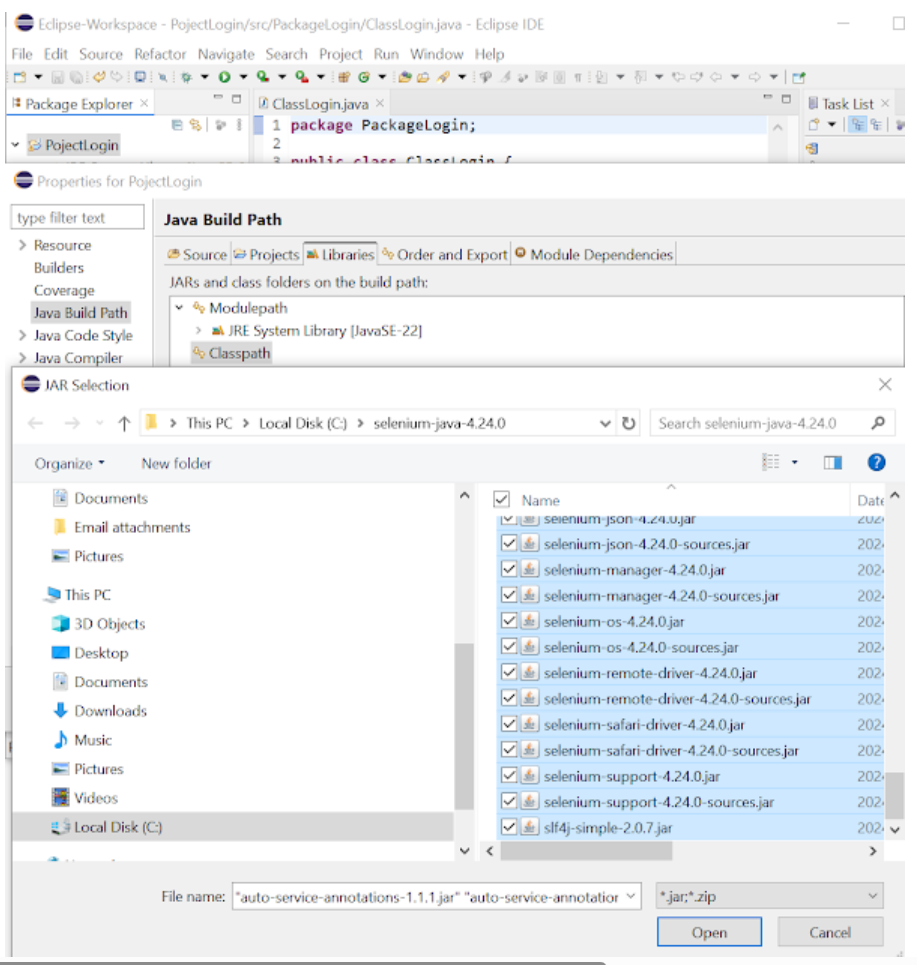 Eclipse-Workspace - PojectLogin/src/PackageLogin/ClassLogin.java - Eclipse IDE
File Edit Source Refactor Navigate Search Project Run Window Help
Package Explorer
ClassLogin.java
Task List
PojectLogin
1 package PackageLogin;
2
3 public class ClassLogin {
Properties for PojectLogin
type filter text
Java Build Path
Resource
Builders
Coverage
Java Build Path
Java Code Style
Java Compiler
Source Projects Libraries Order and Export Module Dependencies
JARs and class folders on the build path:
Modulepath
JRE System Library [JavaSE-22]
Classpath
JAR Selection
This PC > Local Disk (C:) > selenium-java-4.24.0
Search selenium-java-4.24.0
Organize New folder
Documents
Email attachments
Pictures
This PC
3D Objects
Desktop
Documents
Downloads
Music
Pictures
Videos
Local Disk (C:)
Name Date
selenium-json-4.24.0.jar 202
selenium-json-4.24.0-sources.jar 202
selenium-manager-4.24.0.jar 202
selenium-manager-4.24.0-sources.jar 202
selenium-os-4.24.0.jar 202
selenium-os-4.24.0-sources.jar 202
selenium-remote-driver-4.24.0.jar 202
selenium-remote-driver-4.24.0-sources.jar 202
selenium-safari-driver-4.24.0.jar 202
selenium-safari-driver-4.24.0-sources.jar 202
selenium-support-4.24.0.jar 202
selenium-support-4.24.0-sources.jar 202
slf4j-simple-2.0.7.jar 202
File name: "auto-service-annotations-1.1.1.jar" "auto-service-annotation
*.jar;*.zip
Open Cancel